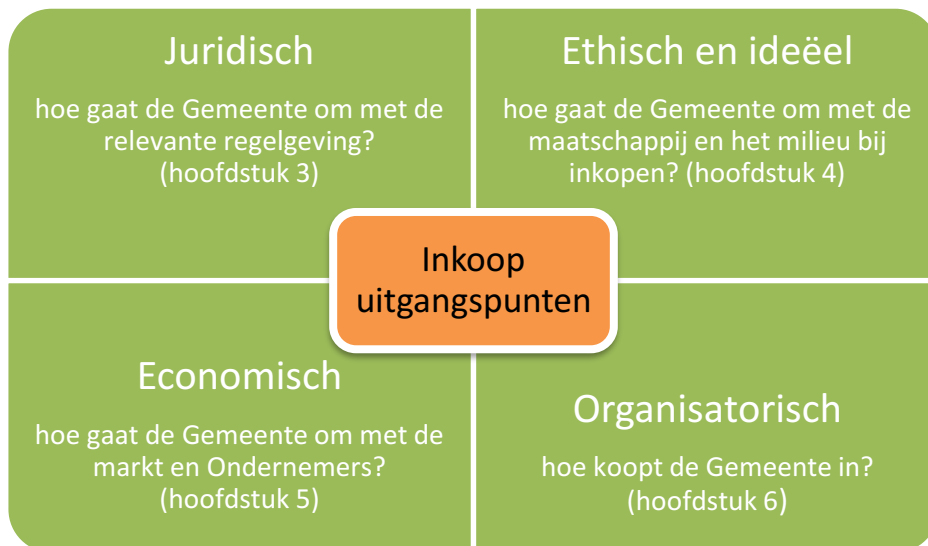 Juridisch
hoe gaat de Gemeente om met de
relevante regelgeving?
(hoofdstuk 3)
Ethisch en ideëel
hoe gaat de Gemeente om met de
maatschappij en het milieu bij
inkopen? (hoofdstuk 4)
Inkoop
uitgangspunten
Economisch
hoe gaat de Gemeente om met de
markt en Ondernemers?
(hoofdstuk 5)
Organisatorisch
hoe koopt de Gemeente in?
(hoofdstuk 6)